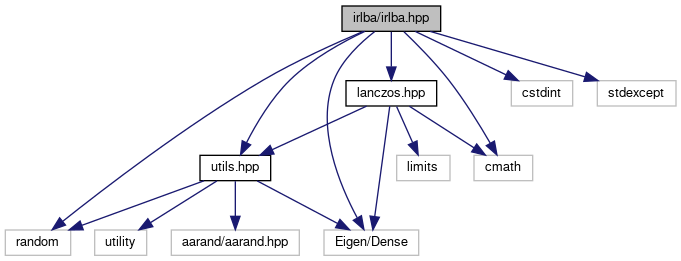 irlba/irlba.hpp
lanczos.hpp
cstdint
stdexcept
utils.hpp
limits
cmath
random
utility
aarand/aarand.hpp
Eigen/Dense